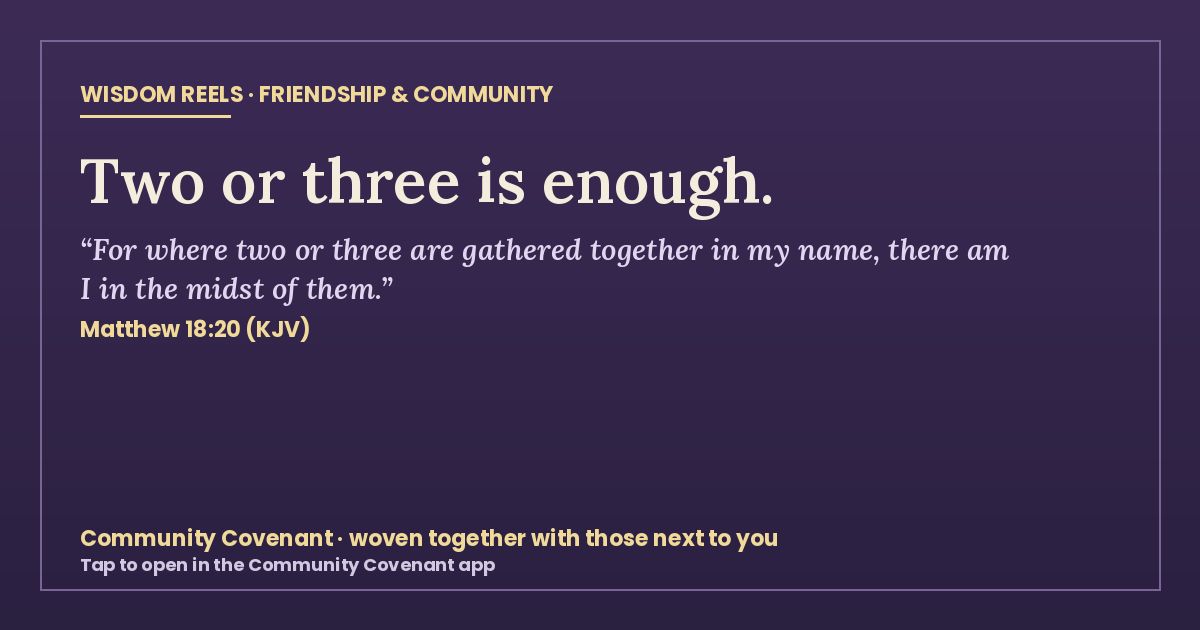 WISDOM REELS · FRIENDSHIP & COMMUNITY
Two or three is enough.
“For where two or three are gathered together in my name, there am
I in the midst of them.”
Matthew 18:20 (KJV)
Community Covenant · woven together with those next to you
Tap to open in the Community Covenant app